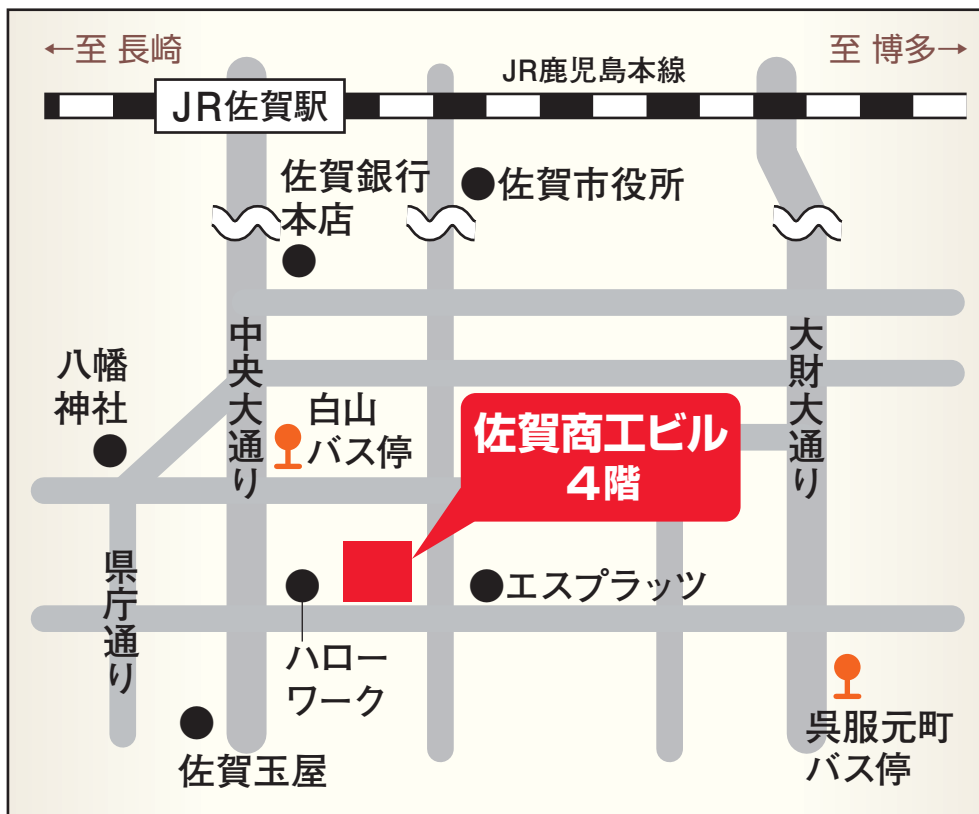 ←至 長崎
至 博多→
JR鹿児島本線
JR佐賀駅
佐賀銀行
本店
佐賀市役所
中央大通り
大財大通り
八幡
神社
白山
バス停
佐賀商工ビル
4階
県庁通り
エスプラッツ
ハロー
ワーク
佐賀玉屋
呉服元町
バス停